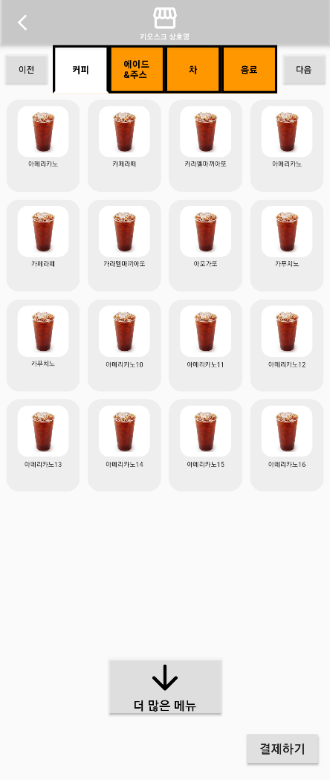 키오스크 상호명
이전
커피
에이드
&주스
차
음료
다음
아메리카노
카페라떼
카라멜마끼아또
아메리카노
카페라떼
카라멜마끼아또
아포가또
카푸치노
카푸치노
아메리카노10
아메리카노11
아메리카노12
아메리카노13
아메리카노14
아메리카노15
아메리카노16
더 많은 메뉴
결제하기